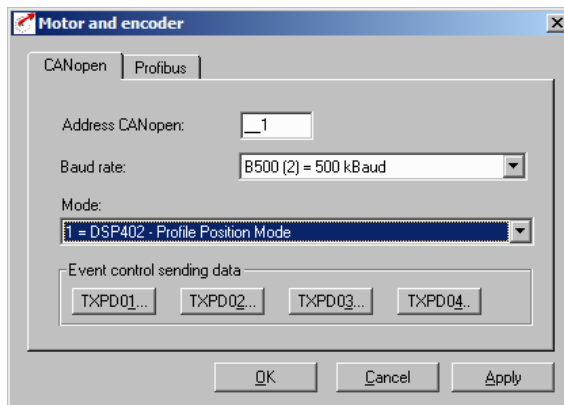 Motor and encoder
CANopen Profibus
Address CANopen: __1
Baud rate: B500 (2) = 500 kBaud
Mode:
1 = DSP402 - Profile Position Mode
Event control sending data
TXPD01... TXPD02... TXPD03... TXPD04..
OK Cancel Apply